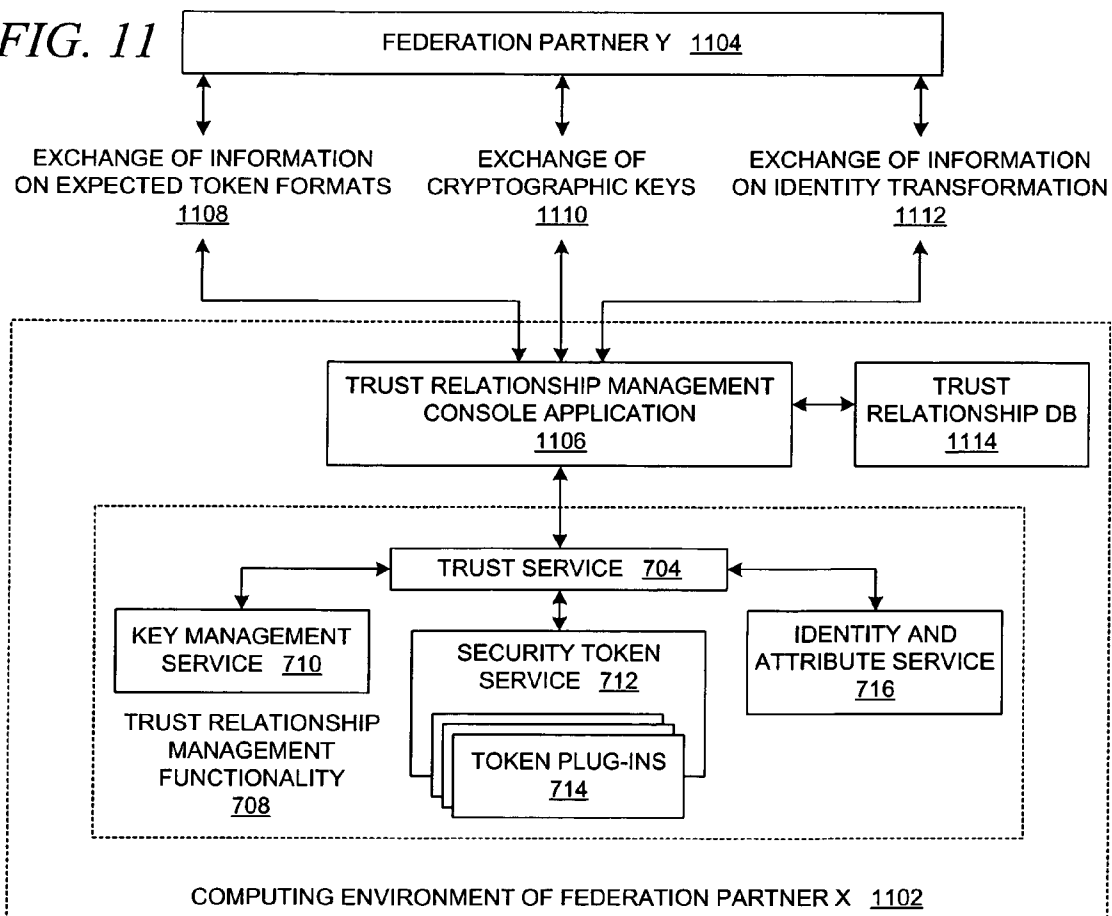 FIG. 11
FEDERATION PARTNER Y 1104
EXCHANGE OF INFORMATION
ON EXPECTED TOKEN FORMATS
1108
EXCHANGE OF
CRYPTOGRAPHIC KEYS
1110
EXCHANGE OF INFORMATION
ON IDENTITY TRANSFORMATION
1112
TRUST RELATIONSHIP MANAGEMENT
CONSOLE APPLICATION
1106
TRUST
RELATIONSHIP DB
1114
TRUST SERVICE 704
KEY MANAGEMENT
SERVICE 710
SECURITY TOKEN
SERVICE 712
IDENTITY AND
ATTRIBUTE SERVICE
716
TOKEN PLUG-INS
714
TRUST RELATIONSHIP
MANAGEMENT
FUNCTIONALITY
708
COMPUTING ENVIRONMENT OF FEDERATION PARTNER X 1102